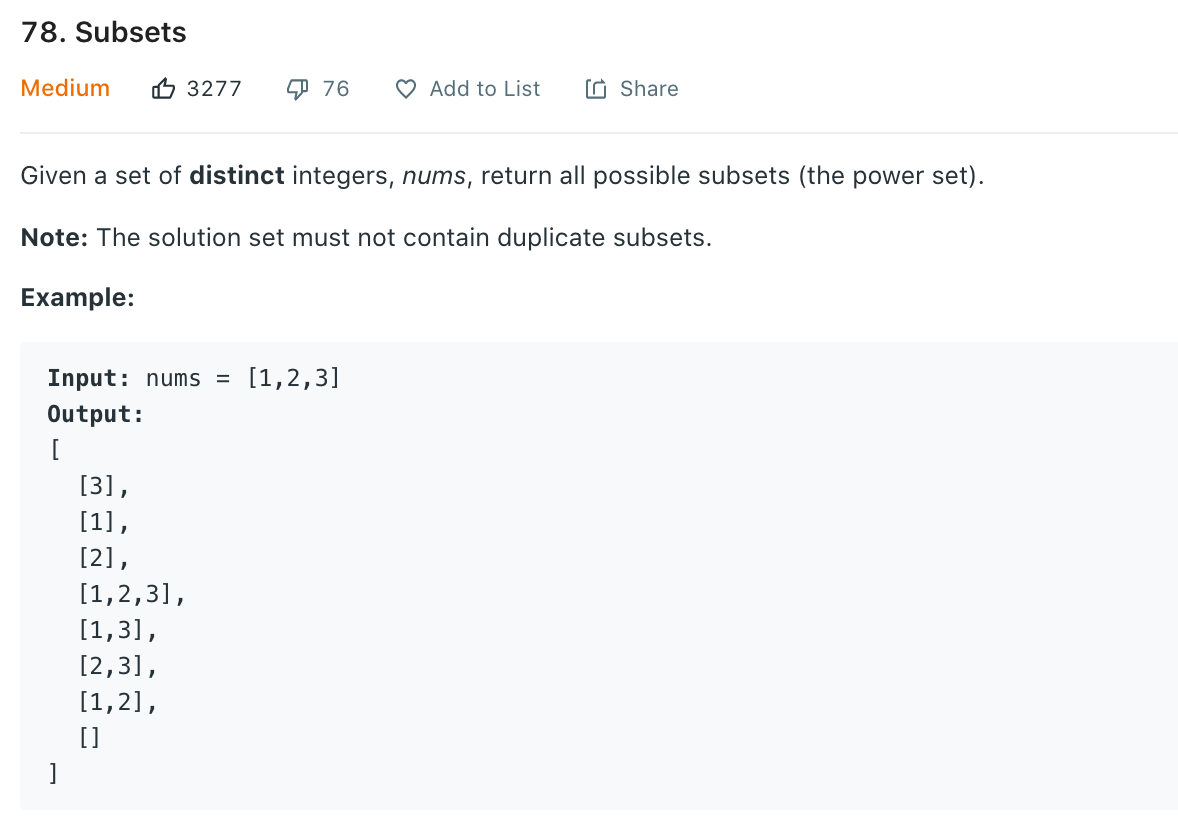 78. Subsets
Medium 3277 76 Add to List Share
Given a set of distinct integers, nums, return all possible subsets (the power set).
Note: The solution set must not contain duplicate subsets.
Example:
Input: nums = [1,2,3]
Output:
[
  [3],
  [1],
  [2],
  [1,2,3],
  [1,3],
  [2,3],
  [1,2],
  []
]